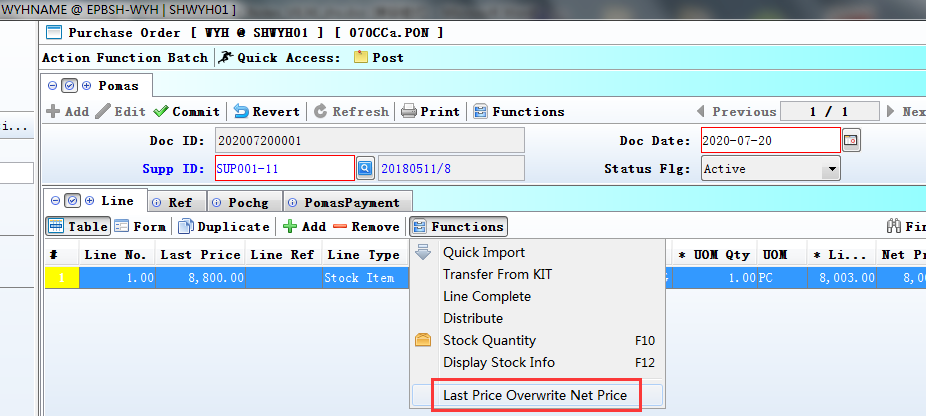 WYHNAME @ EPBSH-WYH | SHWYH01 ]
Purchase Order [ WYH @ SHWYH01 ] [ 070CCa.PON ]
Action Function Batch Quick Access: Post
Pomas
Add Edit Commit Revert Refresh Print Functions Previous 1 / 1
Doc ID: 202007200001 Doc Date: 2020-07-20
Supp ID: SUP001-11 20180511/8 Status Flg: Active
Line Ref Pochg PomasPayment
Table Form Duplicate Add Remove Functions
# Line No. Last Price Line Ref Line Type * UOM Qty UOM * Li... Net Pr
1 1.00 8,800.00 Stock Item 1.00 PC 8,003.00
Quick Import
Transfer From KIT
Line Complete
Distribute
Stock Quantity F10
Display Stock Info F12
Last Price Overwrite Net Price